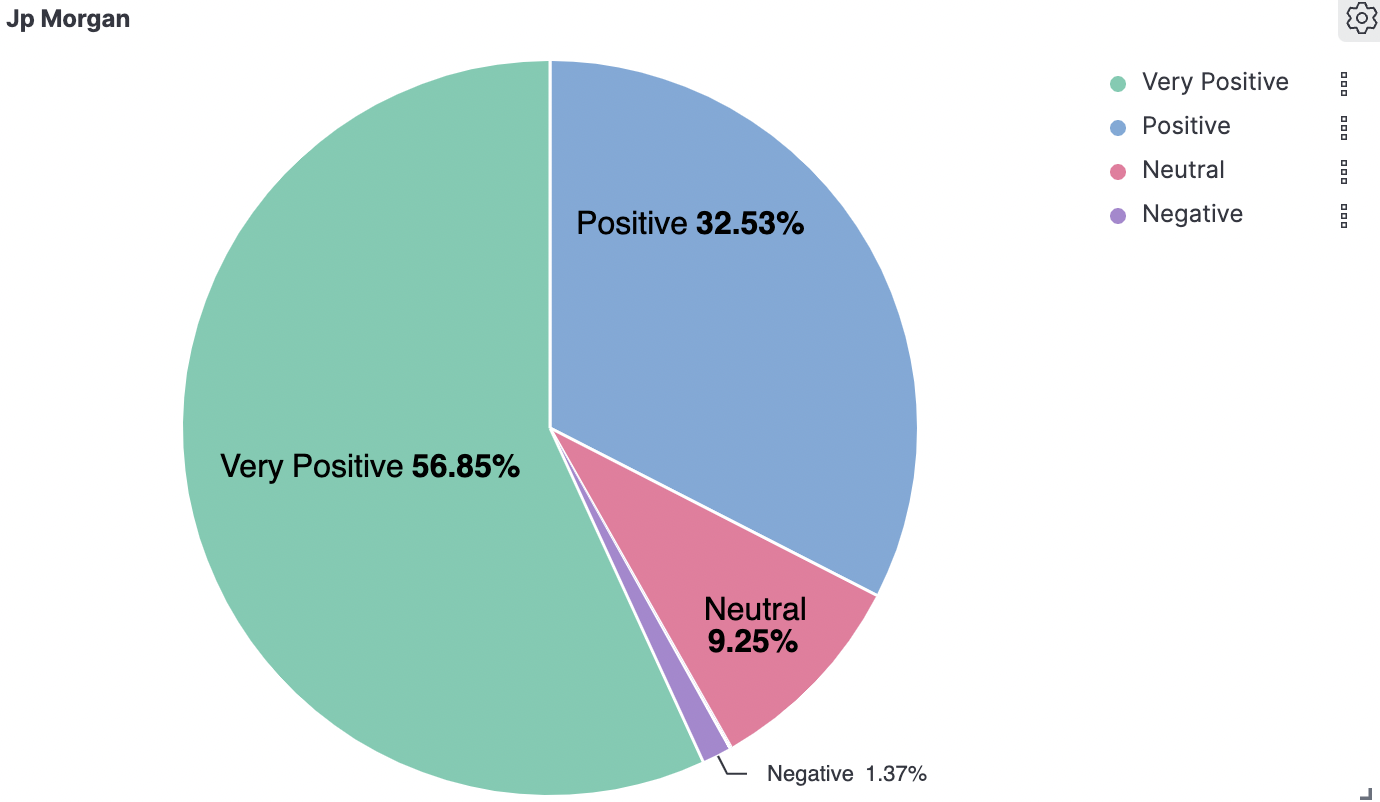 Jp Morgan
Very Positive
Positive
Neutral
Negative
Positive 32.53%
Very Positive 56.85%
Neutral
9.25%
Negative 1.37%